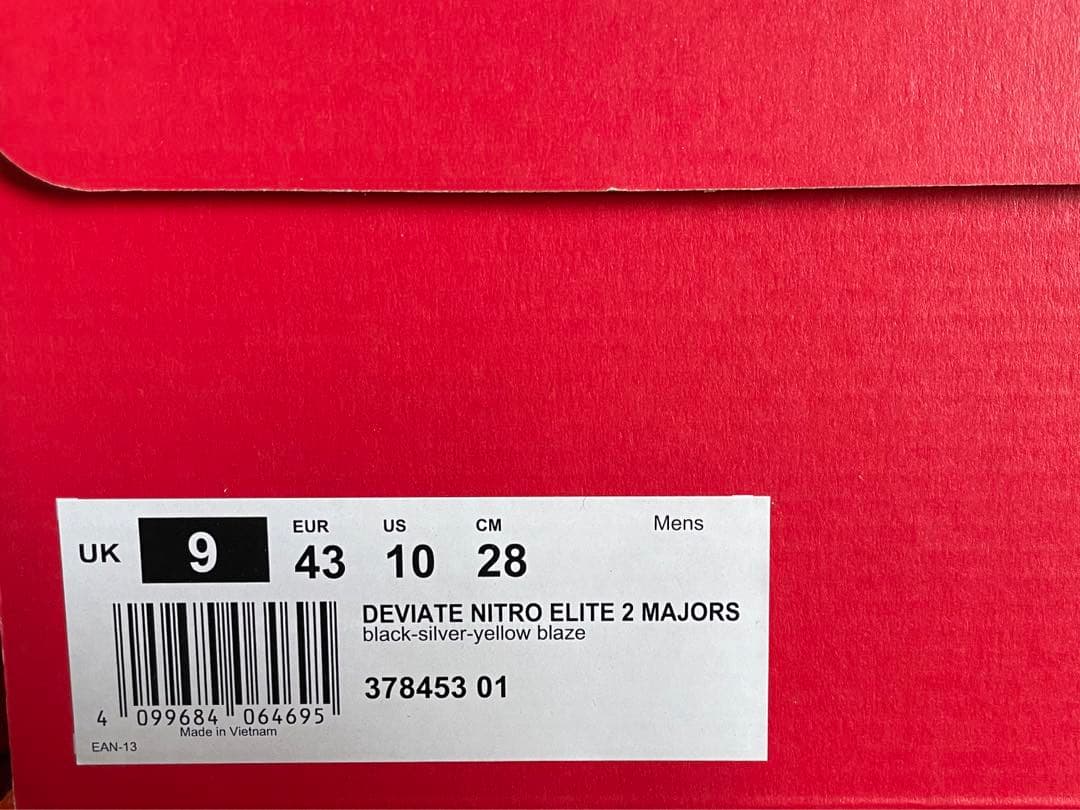 UK 9 EUR 43 US 10 CM 28 Mens
DEVIATE NITRO ELITE 2 MAJORS
black-silver-yellow blaze
378453 01
4 099684 064695
Made in Vietnam
EAN-13